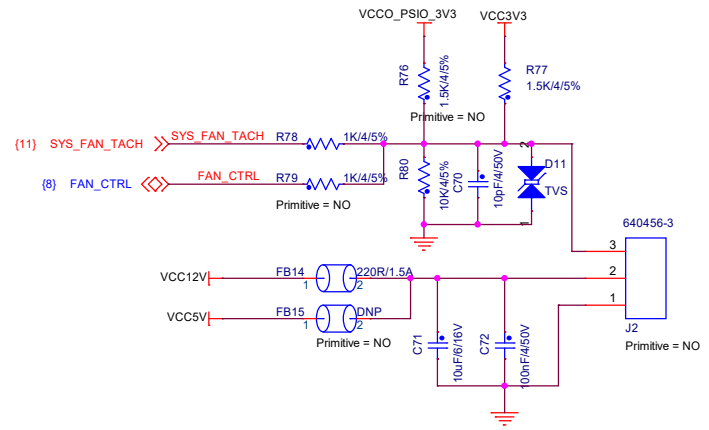 VCCO_PSIO_3V3
VCC3V3
R76
1.5K/4/5%
R77
1.5K/4/5%
Primitive = NO
{11} SYS_FAN_TACH
SYS_FAN_TACH
R78
1K/4/5%
{8} FAN_CTRL
FAN_CTRL
R79
1K/4/5%
Primitive = NO
R80
10K/4/5%
C70
10pF/4/50V
2
D11
TVS
1
640456-3
3
2
1
J2
Primitive = NO
VCC12V
FB14
1
220R/1.5A
2
VCC5V
FB15
1
DNP
2
Primitive = NO
C71
10uF/6/16V
C72
100nF/4/50V